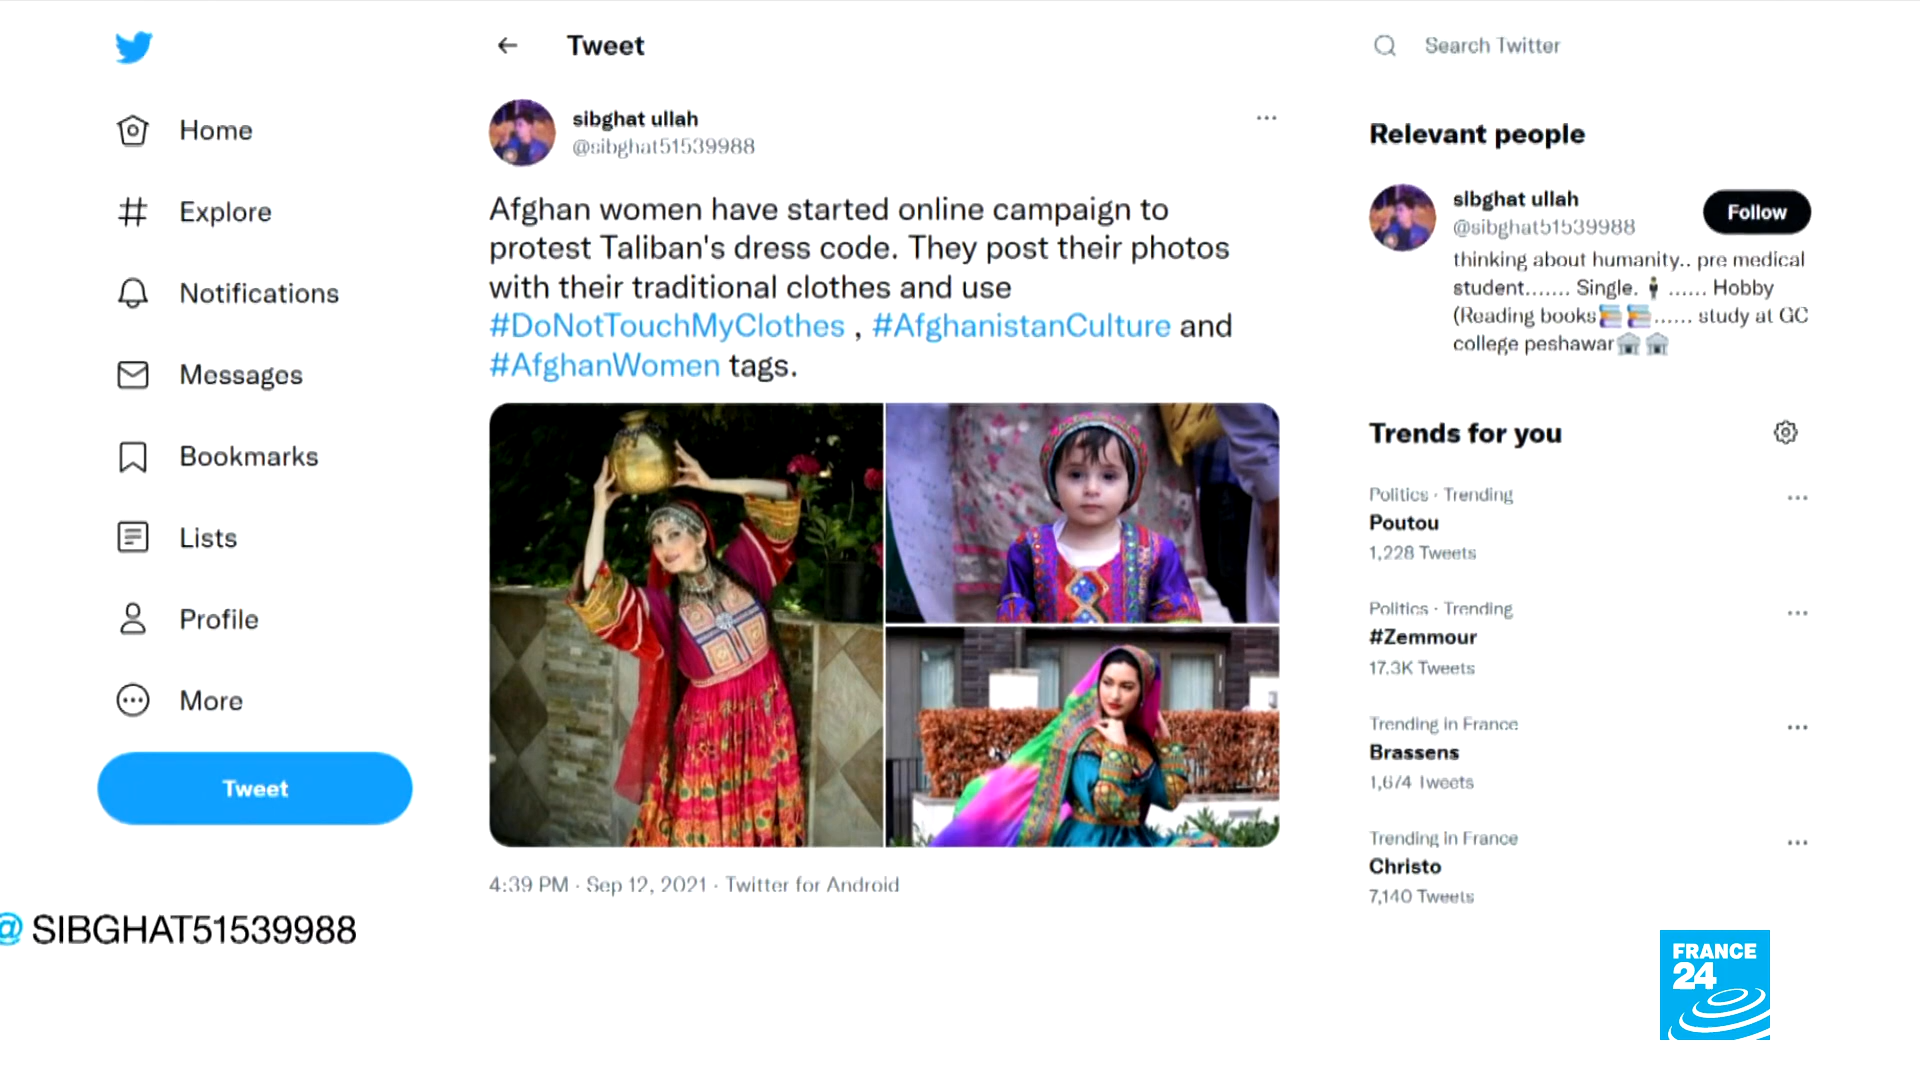 Tweet
Search Twitter
Home
Explore
Notifications
Messages
Bookmarks
Lists
Profile
More
Tweet
sibghat ullah
@sibghat51539988
Afghan women have started online campaign to
protest Taliban's dress code. They post their photos
with their traditional clothes and use
#DoNotTouchMyClothes , #AfghanistanCulture and
#AfghanWomen tags.
4:39 PM · Sep 12, 2021 · Twitter for Android
Relevant people
sibghat ullah
@sibghat51539988
Follow
thinking about humanity.. pre medical
student....... Single. 🕴 ...... Hobby
(Reading books📚📚...... study at GC
college peshawar🏛🏛
Trends for you
Politics · Trending
Poutou
1,228 Tweets
Politics · Trending
#Zemmour
17.3K Tweets
Trending in France
Brassens
1,674 Tweets
Trending in France
Christo
7,140 Tweets
@ SIBGHAT51539988
FRANCE
24